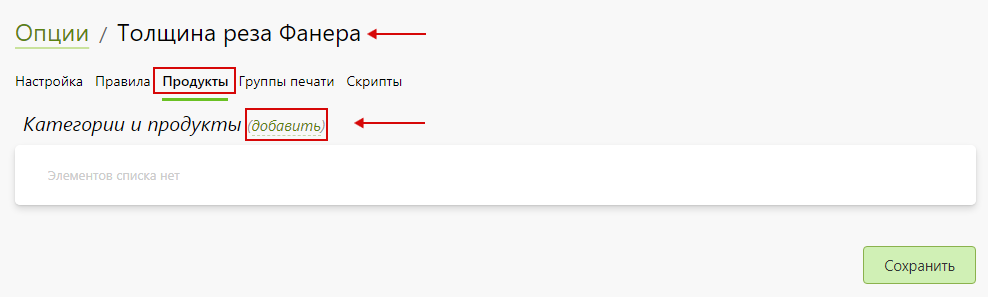 Опции / Толщина реза Фанера
Настройка Правила Продукты Группы печати Скрипты
Категории и продукты (добавить)
Элементов списка нет
Сохранить